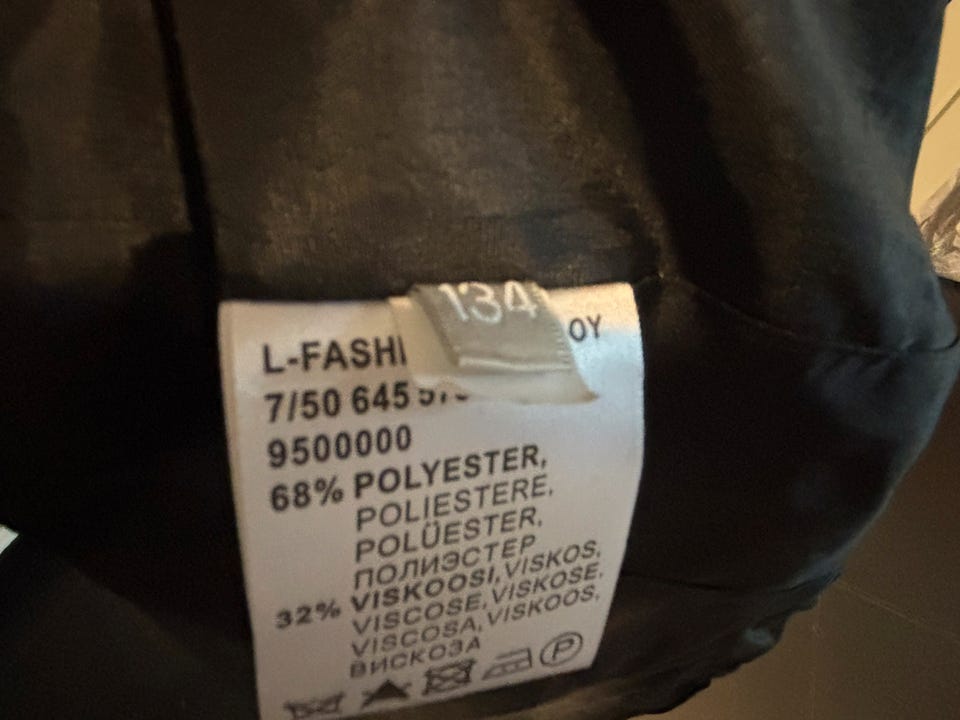 134
L-FASHI OY
7/50 645
9500000
68% POLYESTER,
POLIESTERE,
POLÜESTER,
ПОЛИЭСТЕР
32% VISKOOSI, VISKOS,
VISCOSE, VISKOSE,
VISCOSA, VISKOOS,
ВИСКОЗА
P